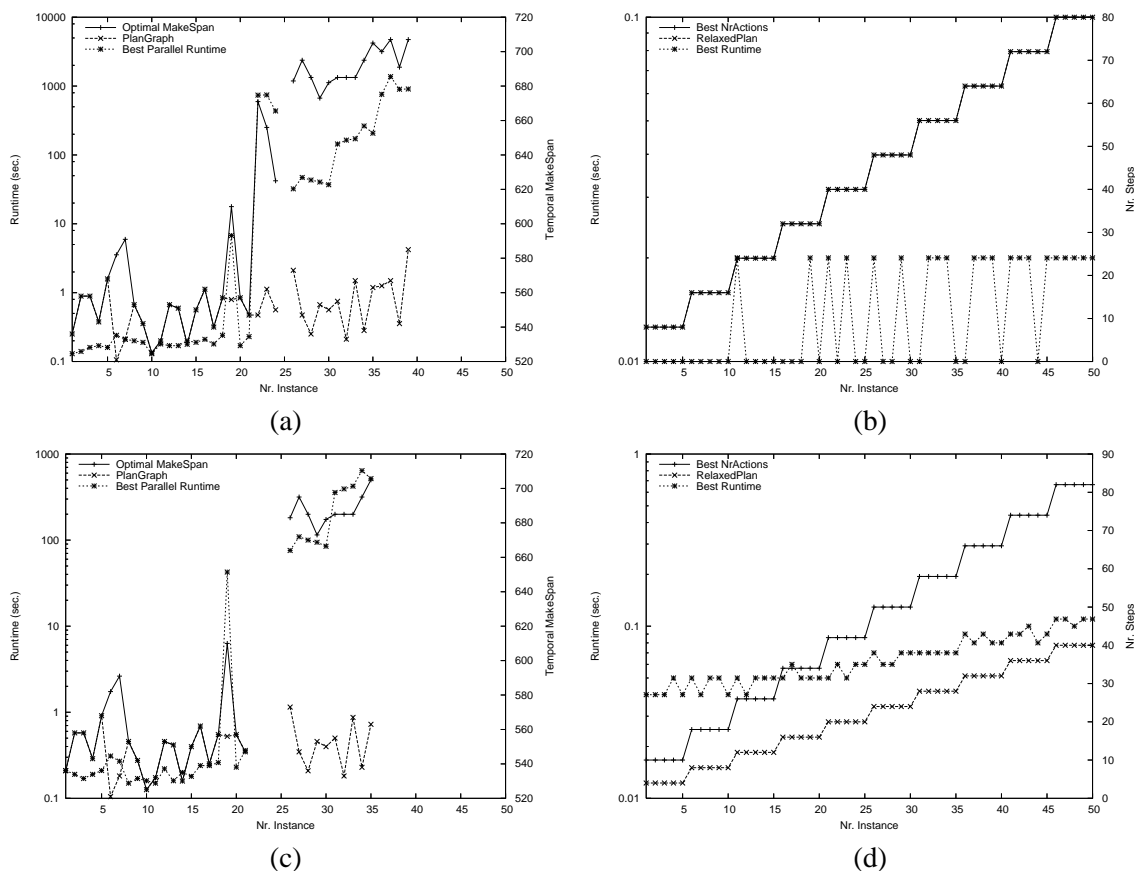 Optimal MakeSpan
PlanGraph
Best Parallel Runtime
10000
1000
100
10
1
0.1
Runtime (sec.)
720
700
680
660
640
620
600
580
560
540
520
Temporal MakeSpan
5 10 15 20 25 30 35 40 45 50
Nr. Instance
(a)
Best NrActions
RelaxedPlan
Best Runtime
0.1
0.01
Runtime (sec.)
80
70
60
50
40
30
20
10
0
Nr. Steps
5 10 15 20 25 30 35 40 45 50
Nr. Instance
(b)
Optimal MakeSpan
PlanGraph
Best Parallel Runtime
1000
100
10
1
0.1
Runtime (sec.)
720
700
680
660
640
620
600
580
560
540
520
Temporal MakeSpan
5 10 15 20 25 30 35 40 45 50
Nr. Instance
(c)
Best NrActions
RelaxedPlan
Best Runtime
1
0.1
0.01
Runtime (sec.)
90
80
70
60
50
40
30
20
10
0
Nr. Steps
5 10 15 20 25 30 35 40 45 50
Nr. Instance
(d)